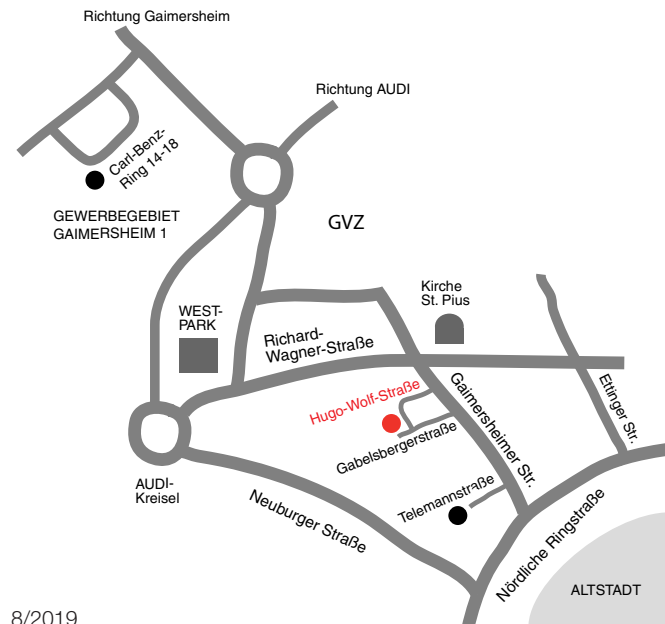 Richtung Gaimersheim
Richtung AUDI
Carl-Benz-
Ring 14-18
GEWERBEGEBIET
GAIMERSHEIM 1
GVZ
Kirche
St. Pius
WEST-
PARK
Richard-
Wagner-Straße
Hugo-Wolf-Straße
Gaimersheimer Str.
Ettinger Str.
Gabelsbergerstraße
AUDI-
Kreisel
Neuburger Straße
Telemannstraße
Nördliche Ringstraße
ALTSTADT
8/2019